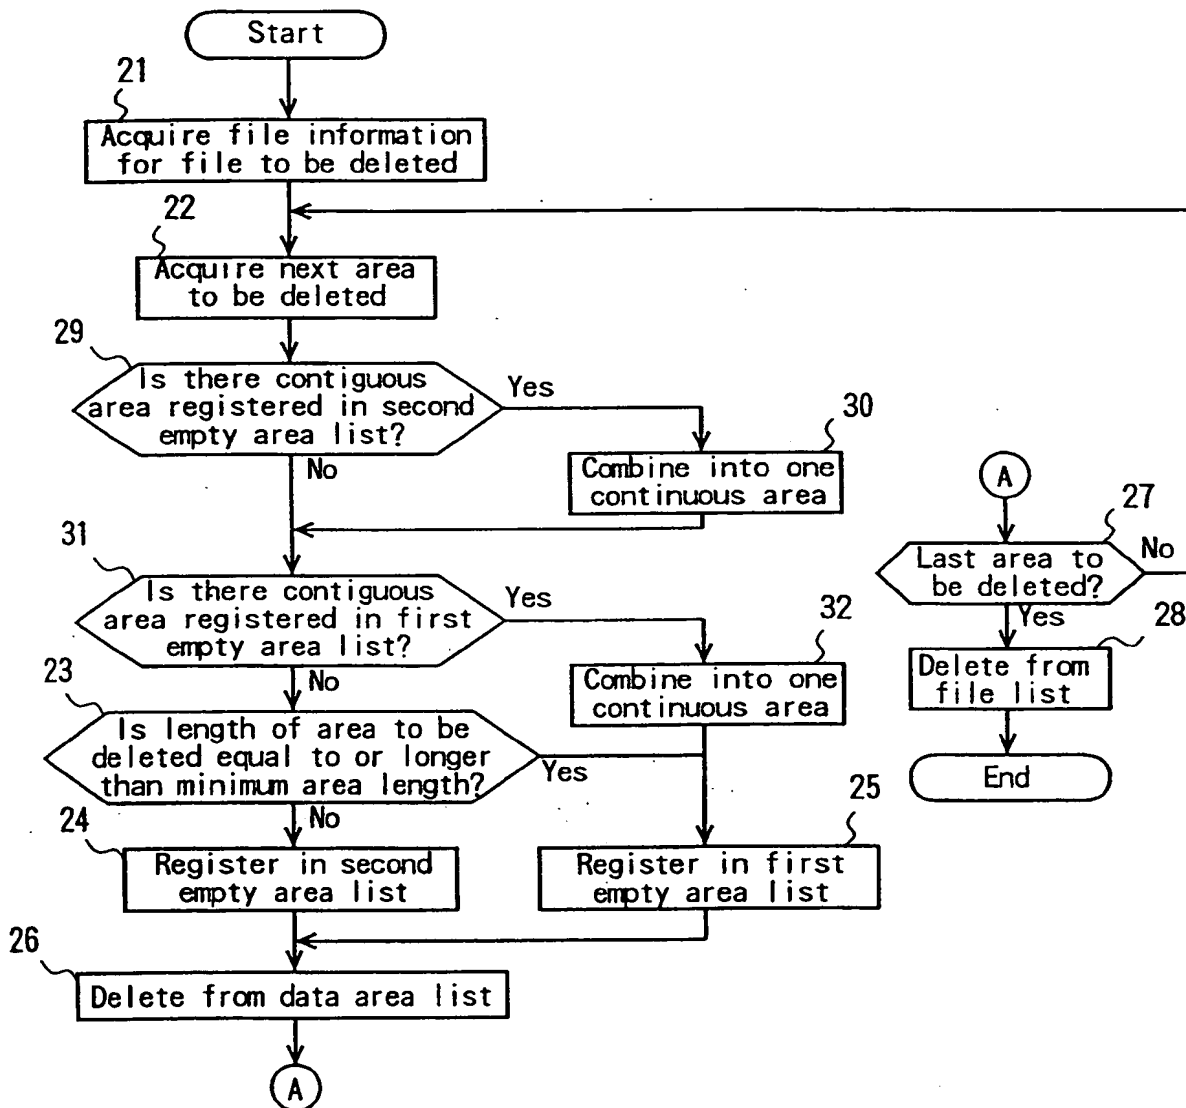 Start
21
Acquire file information
for file to be deleted
22
Acquire next area
to be deleted
29
Is there contiguous
area registered in second
empty area list?
Yes
No
30
Combine into one
continuous area
31
Is there contiguous
area registered in first
empty area list?
Yes
No
32
Combine into one
continuous area
23
Is length of area to be
deleted equal to or longer
than minimum area length?
Yes
No
24
Register in second
empty area list
25
Register in first
empty area list
26
Delete from data area list
A
A
27
Last area to
be deleted?
No
Yes
28
Delete from
file list
End